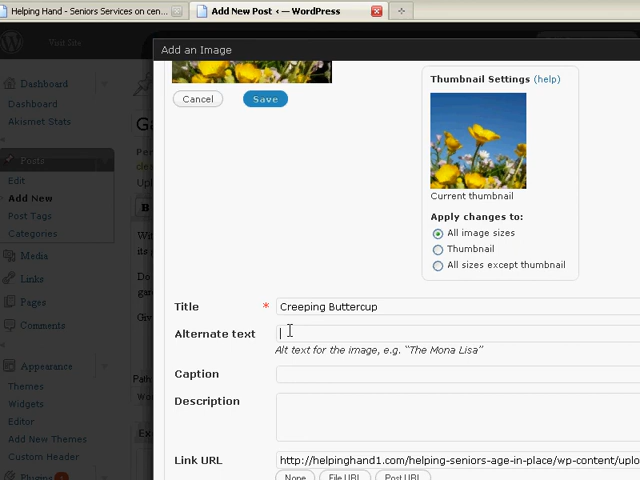 Helping Hand - Seniors Services on cen...
Add New Post ‹ — WordPress
Visit Site
Add an Image
Dashboard
Dashboard
Akismet Stats
Posts
Edit
Add New
Post Tags
Categories
Media
Links
Pages
Comments
Appearance
Themes
Widgets
Editor
Add New Themes
Custom Header
Plugins
B
Path
Cancel
Save
Thumbnail Settings (help)
Current thumbnail
Apply changes to:
All image sizes
Thumbnail
All sizes except thumbnail
Title * Creeping Buttercup
Alternate text
Alt text for the image, e.g. “The Mona Lisa”
Caption
Description
Link URL http://helpinghand1.com/helping-seniors-age-in-place/wp-content/uplo
None File URL Post URL